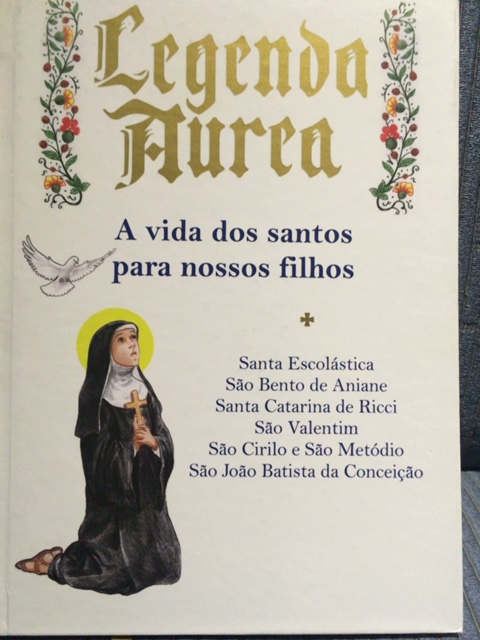 Legenda
Aurea
A vida dos santos
para nossos filhos
Santa Escolástica
São Bento de Aniane
Santa Catarina de Ricci
São Valentim
São Cirilo e São Metódio
São João Batista da Conceição